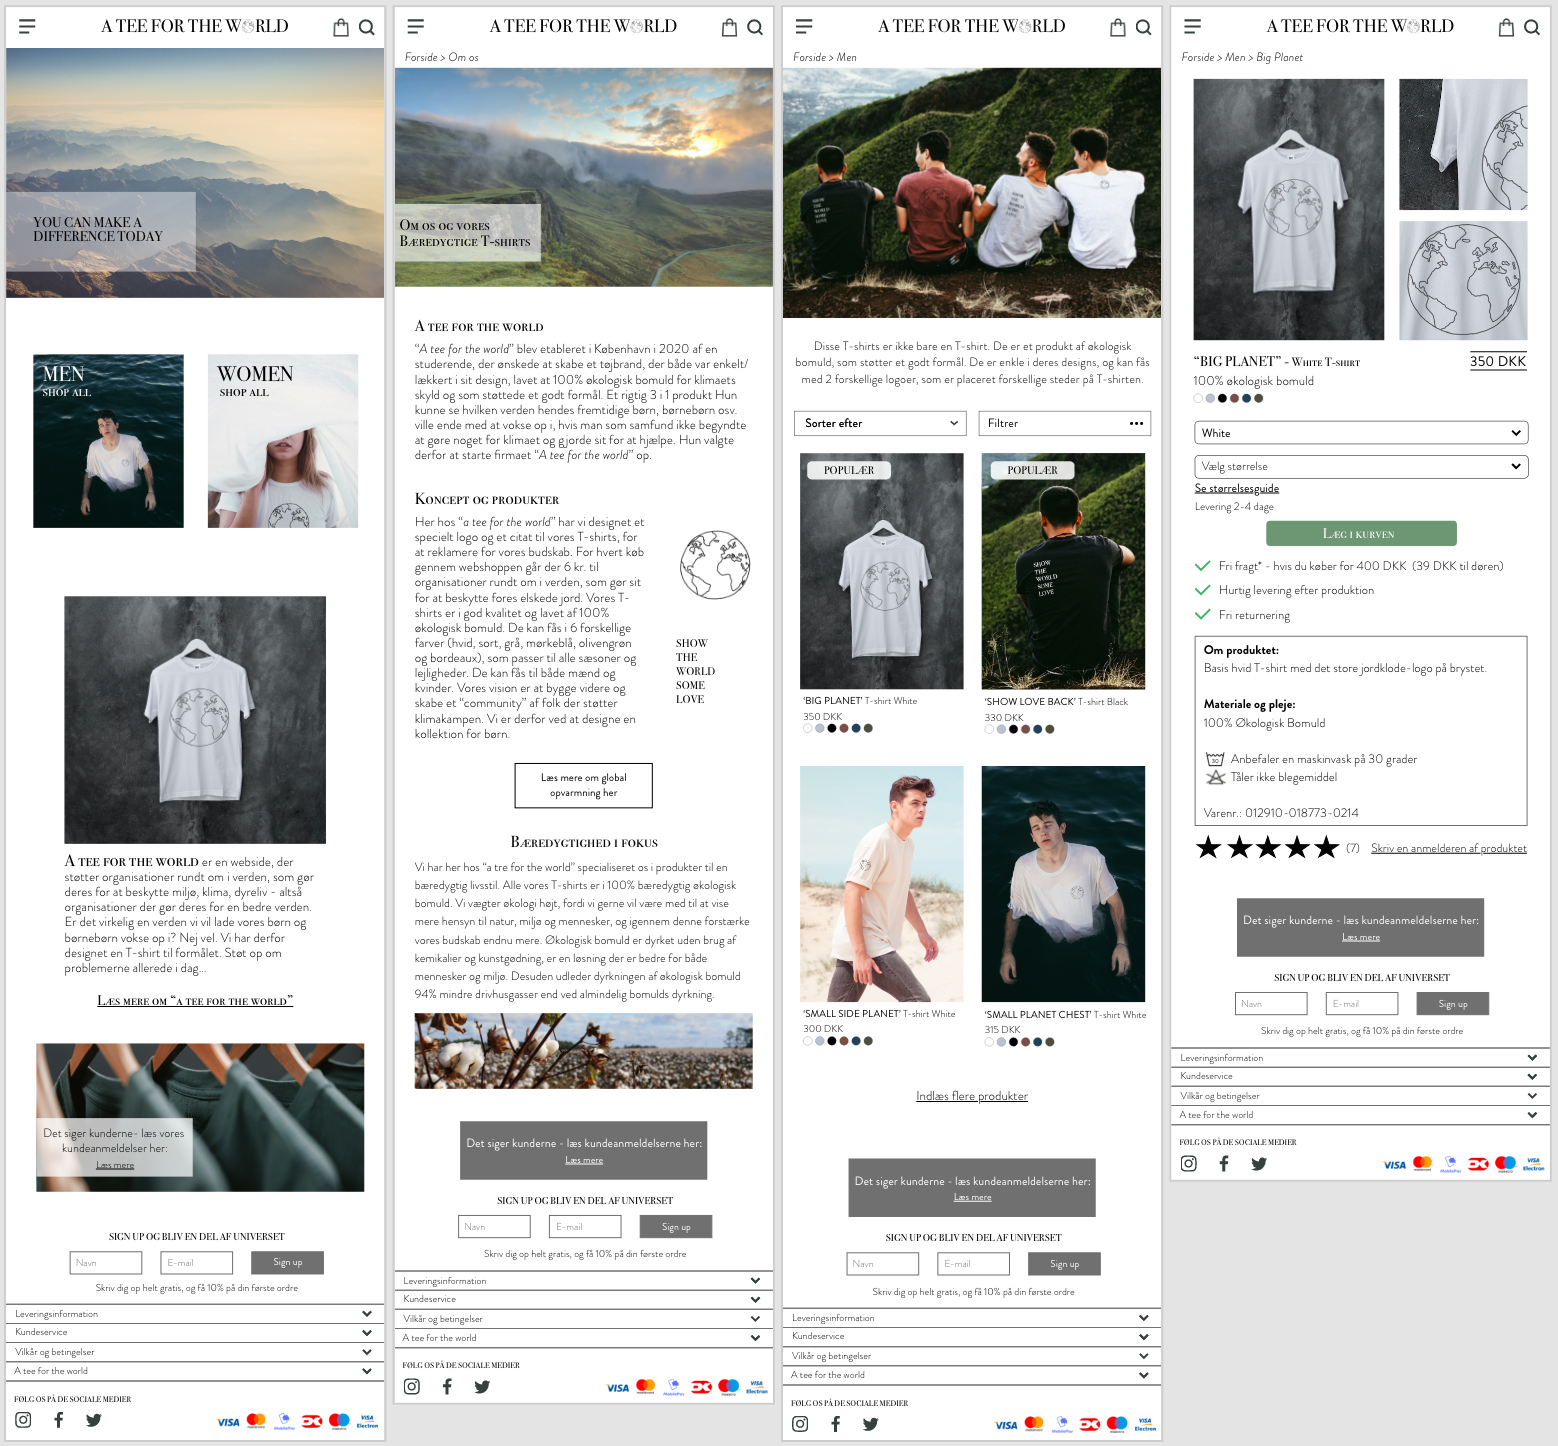 A TEE FOR THE WORLD
YOU CAN MAKE A
DIFFERENCE TODAY
MEN
SHOP ALL
WOMEN
SHOP ALL
A TEE FOR THE WORLD er en webside, der
støtter organisationer rundt om i verden, som gør
deres for at beskytte miljø, klima, dyreliv - altså
organisationer der gør deres for en bedre verden.
Er det virkelig en verden vi vil lade vores børn og
børnebørn vokse op i? Nej vel. Vi har derfor
designet en T-shirt til formålet. Støt op om
problemerne allerede i dag...
LÆS MERE OM “A TEE FOR THE WORLD”
Det siger kunderne- læs vores
kundeanmeldelser her:
Læs mere
SIGN UP OG BLIV EN DEL AF UNIVERSET
Navn
E-mail
Sign up
Skriv dig op helt gratis, og få 10% på din første ordre
Leveringsinformation
Kundeservice
Vilkår og betingelser
A tee for the world
FØLG OS PÅ DE SOCIALE MEDIER
VISA
VISA Electron
A TEE FOR THE WORLD
Forside > Om os
OM OS OG VORES
BÆREDYGTIGE T-SHIRTS
A TEE FOR THE WORLD
“A tee for the world” blev etableret i København i 2020 af en
studerende, der ønskede at skabe et tøjbrand, der både var enkelt/
lækkert i sit design, lavet at 100% økologisk bomuld for klimaets
skyld og som støttede et godt formål. Et rigtig 3 i 1 produkt Hun
kunne se hvilken verden hendes fremtidige børn, børnebørn osv.
ville ende med at vokse op i, hvis man som samfund ikke begyndte
at gøre noget for klimaet og gjorde sit for at hjælpe. Hun valgte
derfor at starte firmaet “A tee for the world” op.
KONCEPT OG PRODUKTER
Her hos “a tee for the world” har vi designet et
specielt logo og et citat til vores T-shirts, for
at reklamere for vores budskab. For hvert køb
gennem webshoppen går der 6 kr. til
organisationer rundt om i verden, som gør sit
for at beskytte fores elskede jord. Vores T-
shirts er i god kvalitet og lavet af 100%
økologisk bomuld. De kan fås i 6 forskellige
farver (hvid, sort, grå, mørkeblå, olivengrøn
og bordeaux), som passer til alle sæsoner og
lejligheder. De kan fås til både mænd og
kvinder. Vores vision er at bygge videre og
skabe et “community” af folk der støtter
klimakampen. Vi er derfor ved at designe en
kollektion for børn.
SHOW
THE
WORLD
SOME
LOVE
Læs mere om global
opvarmning her
BÆREDYGTIGHED I FOKUS
Vi har her hos “a tre for the world” specialiseret os i produkter til en
bæredygtig livsstil. Alle vores T-shirts er i 100% bæredygtig økologisk
bomuld. Vi vægter økologi højt, fordi vi gerne vil være med til at vise
mere hensyn til natur, miljø og mennesker, og igennem denne forstærke
vores budskab endnu mere. Økologisk bomuld er dyrket uden brug af
kemikalier og kunstgødning, er en løsning der er bedre for både
mennesker og miljø. Desuden udleder dyrkningen af økologisk bomuld
94% mindre drivhusgasser end ved almindelig bomulds dyrkning.
Det siger kunderne - læs kundeanmeldelserne her:
Læs mere
SIGN UP OG BLIV EN DEL AF UNIVERSET
Navn
E-mail
Sign up
Skriv dig op helt gratis, og få 10% på din første ordre
Leveringsinformation
Kundeservice
Vilkår og betingelser
A tee for the world
FØLG OS PÅ DE SOCIALE MEDIER
VISA
VISA Electron
A TEE FOR THE WORLD
Forside > Men
Disse T-shirts er ikke bare en T-shirt. De er et produkt af økologisk
bomuld, som støtter et godt formål. De er enkle i deres designs, og kan fås
med 2 forskellige logoer, som er placeret forskellige steder på T-shirten.
Sorter efter
Filtrer
POPULÆR
POPULÆR
SHOW
THE
WORLD
SOME
LOVE
‘BIG PLANET’ T-shirt White
350 DKK
‘SHOW LOVE BACK’ T-shirt Black
330 DKK
‘SMALL SIDE PLANET’ T-shirt White
300 DKK
‘SMALL PLANET CHEST’ T-shirt White
315 DKK
Indlæs flere produkter
Det siger kunderne - læs kundeanmeldelserne her:
Læs mere
SIGN UP OG BLIV EN DEL AF UNIVERSET
Navn
E-mail
Sign up
Skriv dig op helt gratis, og få 10% på din første ordre
Leveringsinformation
Kundeservice
Vilkår og betingelser
A tee for the world
FØLG OS PÅ DE SOCIALE MEDIER
VISA
VISA Electron
A TEE FOR THE WORLD
Forside > Men > Big Planet
“BIG PLANET” - WHITE T-SHIRT
350 DKK
100% økologisk bomuld
White
Vælg størrelse
Se størrelsesguide
Levering 2-4 dage
LÆG I KURVEN
Fri fragt* - hvis du køber for 400 DKK (39 DKK til døren)
Hurtig levering efter produktion
Fri returnering
Om produktet:
Basis hvid T-shirt med det store jordklode-logo på brystet.
Materiale og pleje:
100% Økologisk Bomuld
30
Anbefaler en maskinvask på 30 grader
Tåler ikke blegemiddel
Varenr.: 012910-018773-0214
(7)
Skriv en anmelderen af produktet
Det siger kunderne - læs kundeanmeldelserne her:
Læs mere
SIGN UP OG BLIV EN DEL AF UNIVERSET
Navn
E-mail
Sign up
Skriv dig op helt gratis, og få 10% på din første ordre
Leveringsinformation
Kundeservice
Vilkår og betingelser
A tee for the world
FØLG OS PÅ DE SOCIALE MEDIER
VISA
VISA Electron